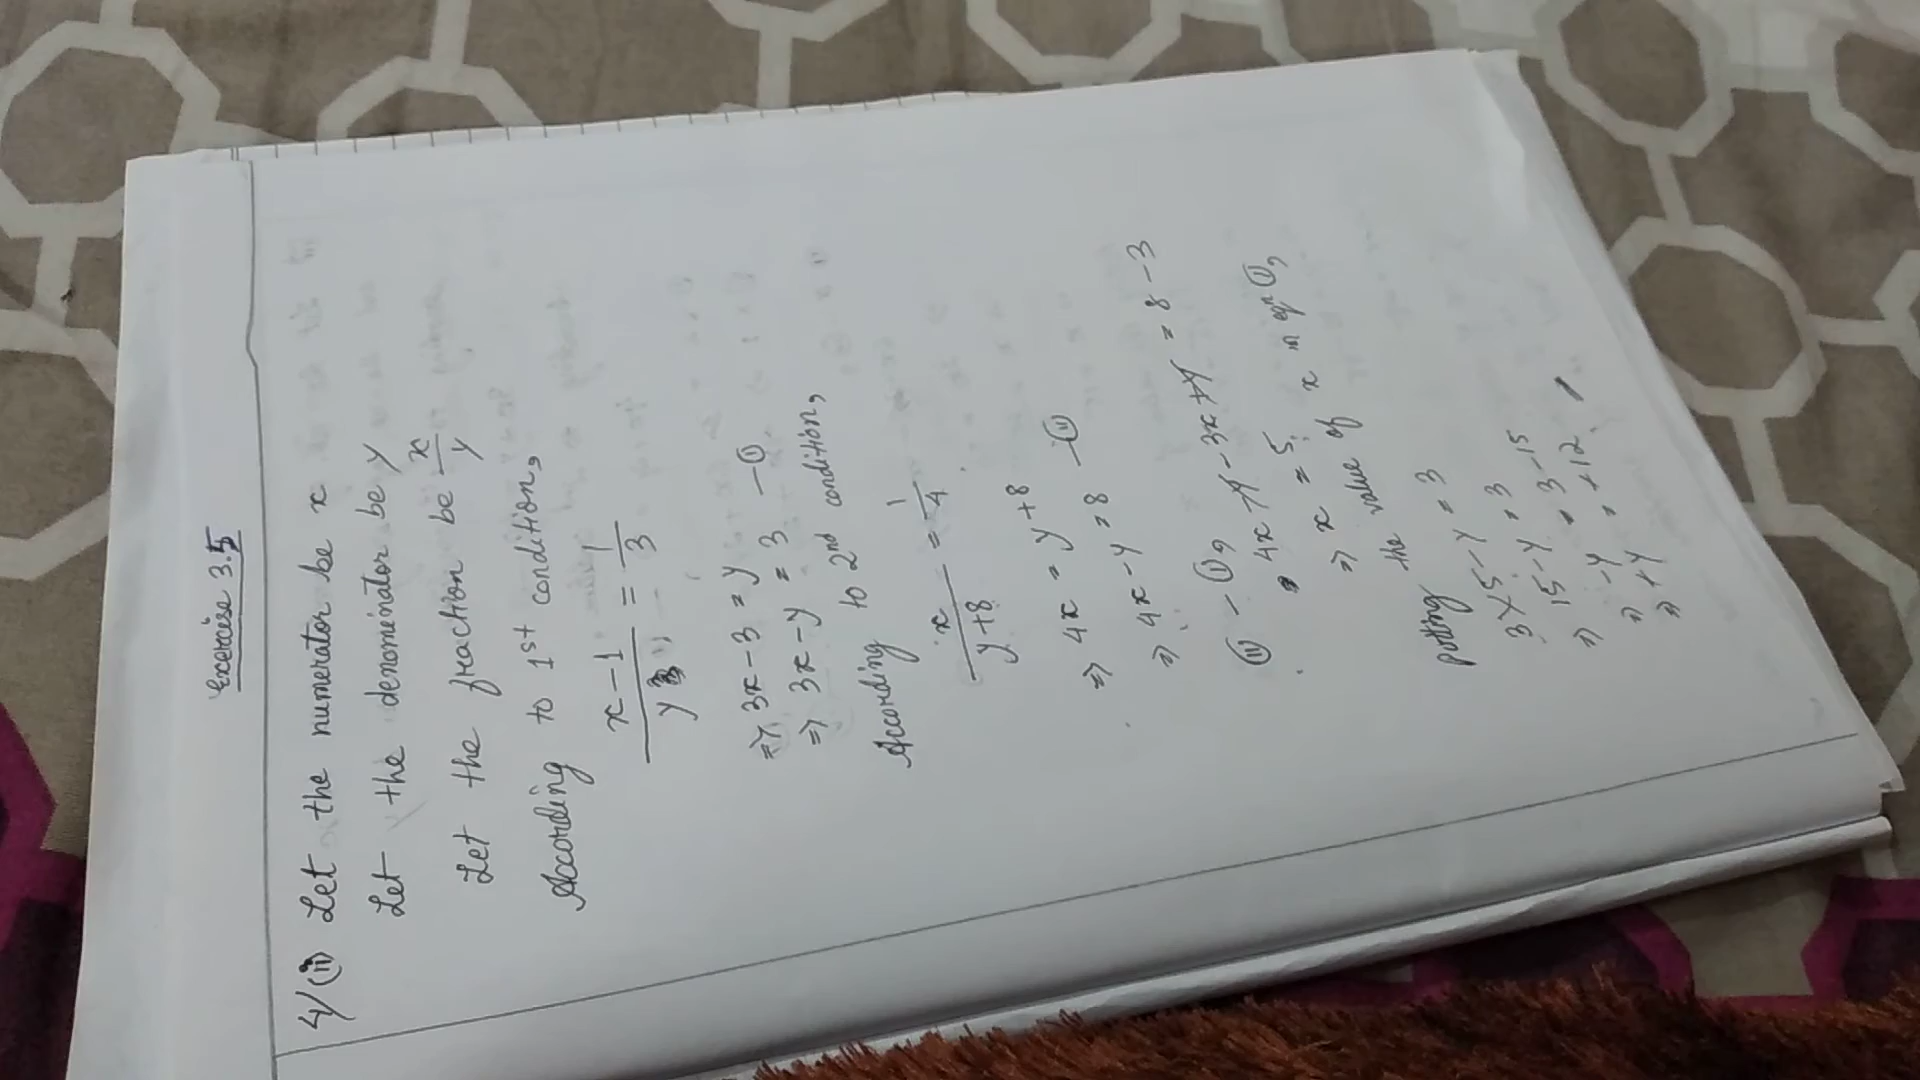 Exercise 3.5
4/(ii) Let the numerator be x
Let the denominator be y
Let the fraction be x/y
According to 1st condition,
x-1/y = 1/3
=> 3x-3 = y
=> 3x-y = 3 —(i)
According to 2nd condition,
x/y+8 = 1/4
=> 4x = y+8
=> 4x-y = 8 —(ii)
(ii) - (i),
4x-y-3x+y = 8-3
=> x = 5
putting the value of x in eqn (i),
3x5-y = 3
=> 15-y = 3-15
=> -y = +12
=> +y